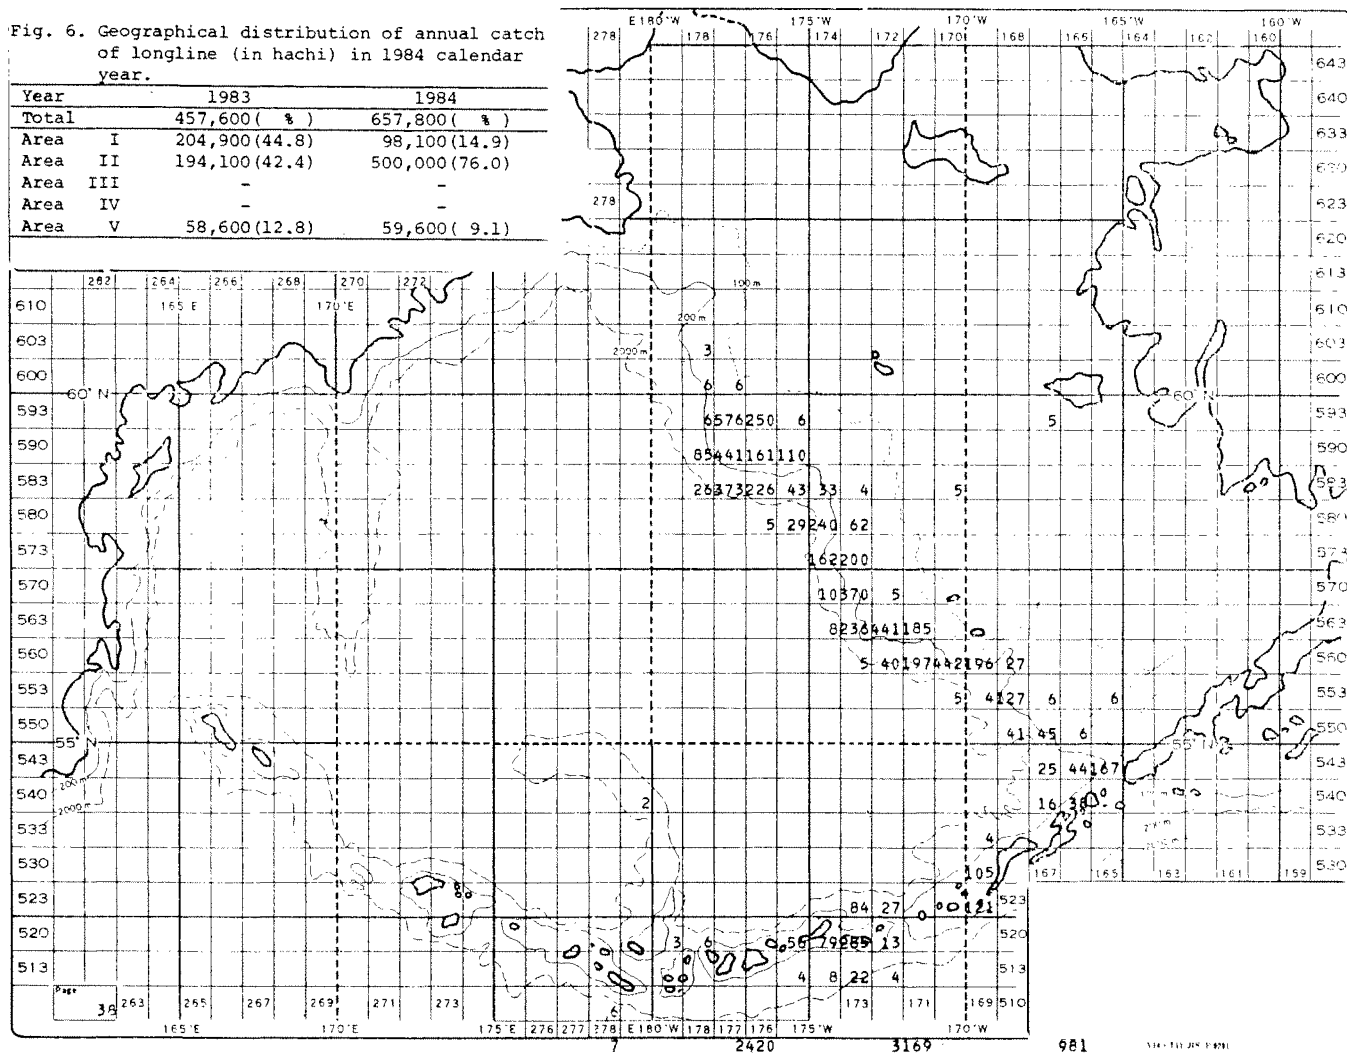 Fig. 6. Geographical distribution of annual catch
of longline (in hachi) in 1984 calendar
year.
Year 1983 1984
Total 457,600( % ) 657,800( % )
Area I 204,900(44.8) 98,100(14.9)
Area II 194,100(42.4) 500,000(76.0)
Area III - -
Area IV - -
Area V 58,600(12.8) 59,600( 9.1)
E180°W 175°W 170°W 165°W 160°W
278 178 176 174 172 170 168 165 164 162 160
643
640
633
630
278 623
620
262 264 266 268 270 272 613
165 E 170°E 100m
610 610
200m
603 2000m 3 603
600 6 6 600
60°N 60°N
593 6576250 6 5 593
590 85441161110 590
583 26373226 43 33 4 5 583
580 5 29240 62 580
573 162200 573
570 10370 5 570
563 8236441185 563
560 5 40197442196 27 560
553 5 4127 6 6 553
550 41 45 6 550
55°N 55°N
543 25 44167 543
200m
540 2 16 38 540
2000m
533 4 533
530 105 167 165 163 161 159 530
523 84 27 121 523
520 3 6 56 79285 13 520
513 4 8 22 4 513
Page
38 263 265 267 269 271 273 6 173 171 169 510
165°E 170°E 175°E 276 277 278 E180°W 178 177 176 175°W 170°W
7 2420 3169 981